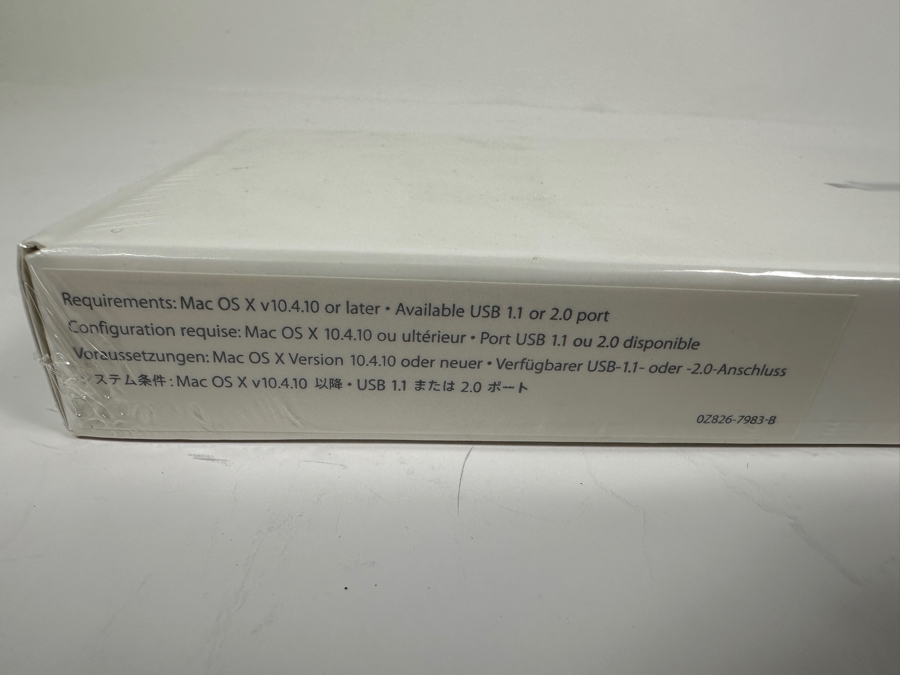 Requirements: Mac OS X v10.4.10 or later • Available USB 1.1 or 2.0 port
Configuration requise: Mac OS X 10.4.10 ou ultérieur • Port USB 1.1 ou 2.0 disponible
Voraussetzungen: Mac OS X Version 10.4.10 oder neuer • Verfügbarer USB-1.1- oder -2.0-Anschluss
システム条件 : Mac OS X v10.4.10 以降 • USB 1.1 または 2.0 ポート
0Z826-7983-B